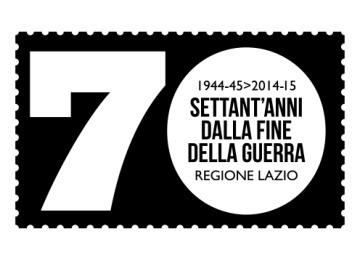 70
1944-45>2014-15
SETTANT'ANNI
DALLA FINE
DELLA GUERRA
REGIONE LAZIO